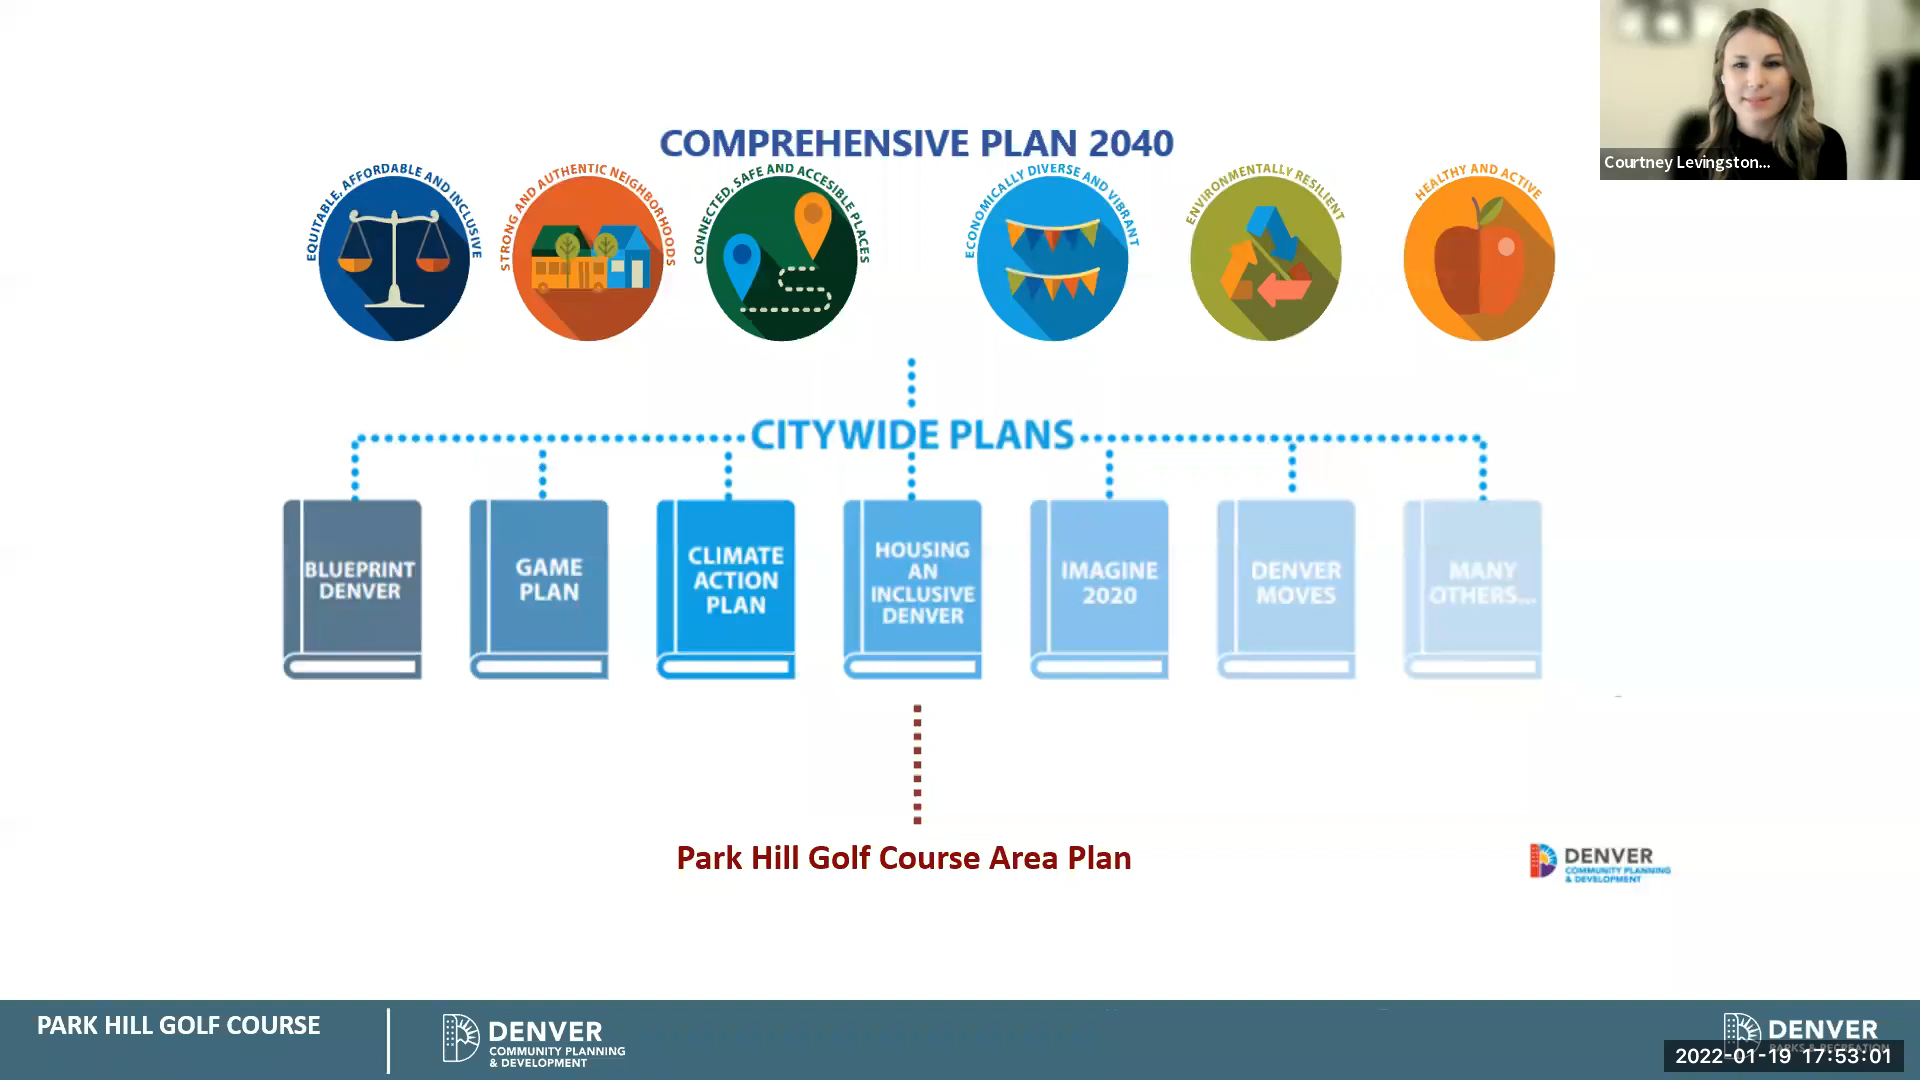 COMPREHENSIVE PLAN 2040
EQUITABLE, AFFORDABLE AND INCLUSIVE
STRONG AND AUTHENTIC NEIGHBORHOODS
CONNECTED, SAFE AND ACCESIBLE PLACES
ECONOMICALLY DIVERSE AND VIBRANT
ENVIRONMENTALLY RESILIENT
HEALTHY AND ACTIVE
Courtney Levingston...
CITYWIDE PLANS
BLUEPRINT
DENVER
GAME
PLAN
CLIMATE
ACTION
PLAN
HOUSING
AN
INCLUSIVE
DENVER
IMAGINE
2020
DENVER
MOVES
MANY
OTHERS...
Park Hill Golf Course Area Plan
DENVER
COMMUNITY PLANNING
& DEVELOPMENT
PARK HILL GOLF COURSE
DENVER
COMMUNITY PLANNING
& DEVELOPMENT
DENVER
PARKS & RECREATION
2022-01-19 17:53:01